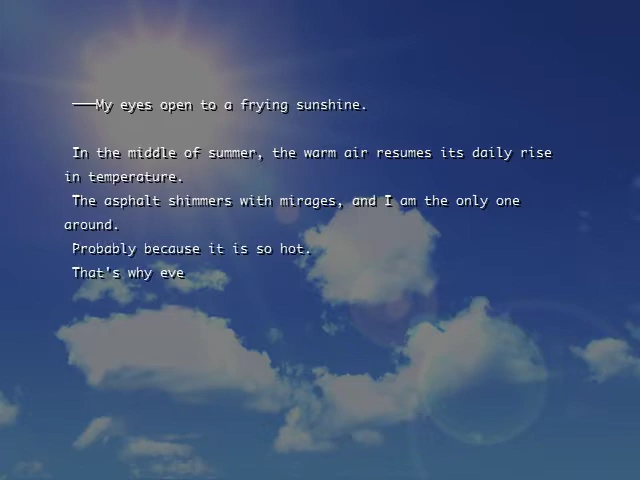 ───My eyes open to a frying sunshine.
In the middle of summer, the warm air resumes its daily rise
in temperature.
The asphalt shimmers with mirages, and I am the only one
around.
Probably because it is so hot.
That's why eve